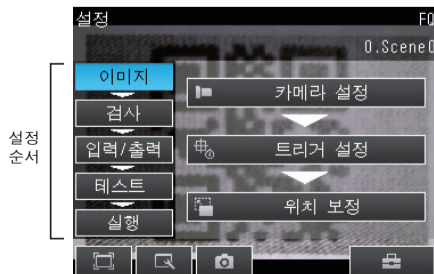 설정
FQ
0.Scene0
설정
순서
이미지
검사
입력/출력
테스트
실행
카메라 설정
트리거 설정
위치 보정